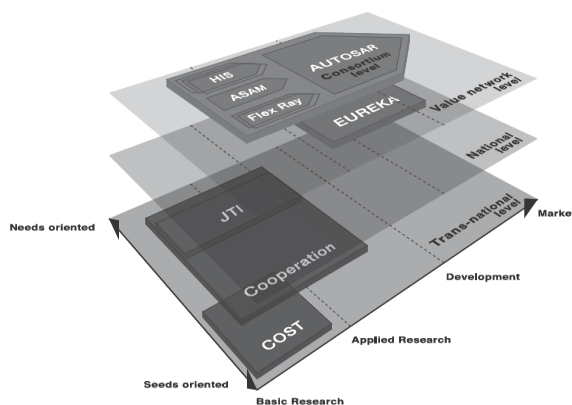 HIS
AUTOSAR
Consortium
level
ASAM
Flex Ray
EUREKA
Value network
level
National
level
JTI
Trans-national
level
Needs oriented
Marke
Cooperation
Development
COST
Applied Research
Seeds oriented
Basic Research